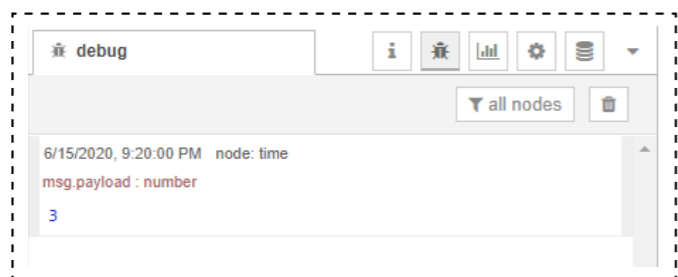 debug
i
all nodes
6/15/2020, 9:20:00 PM node: time
msg.payload : number
3